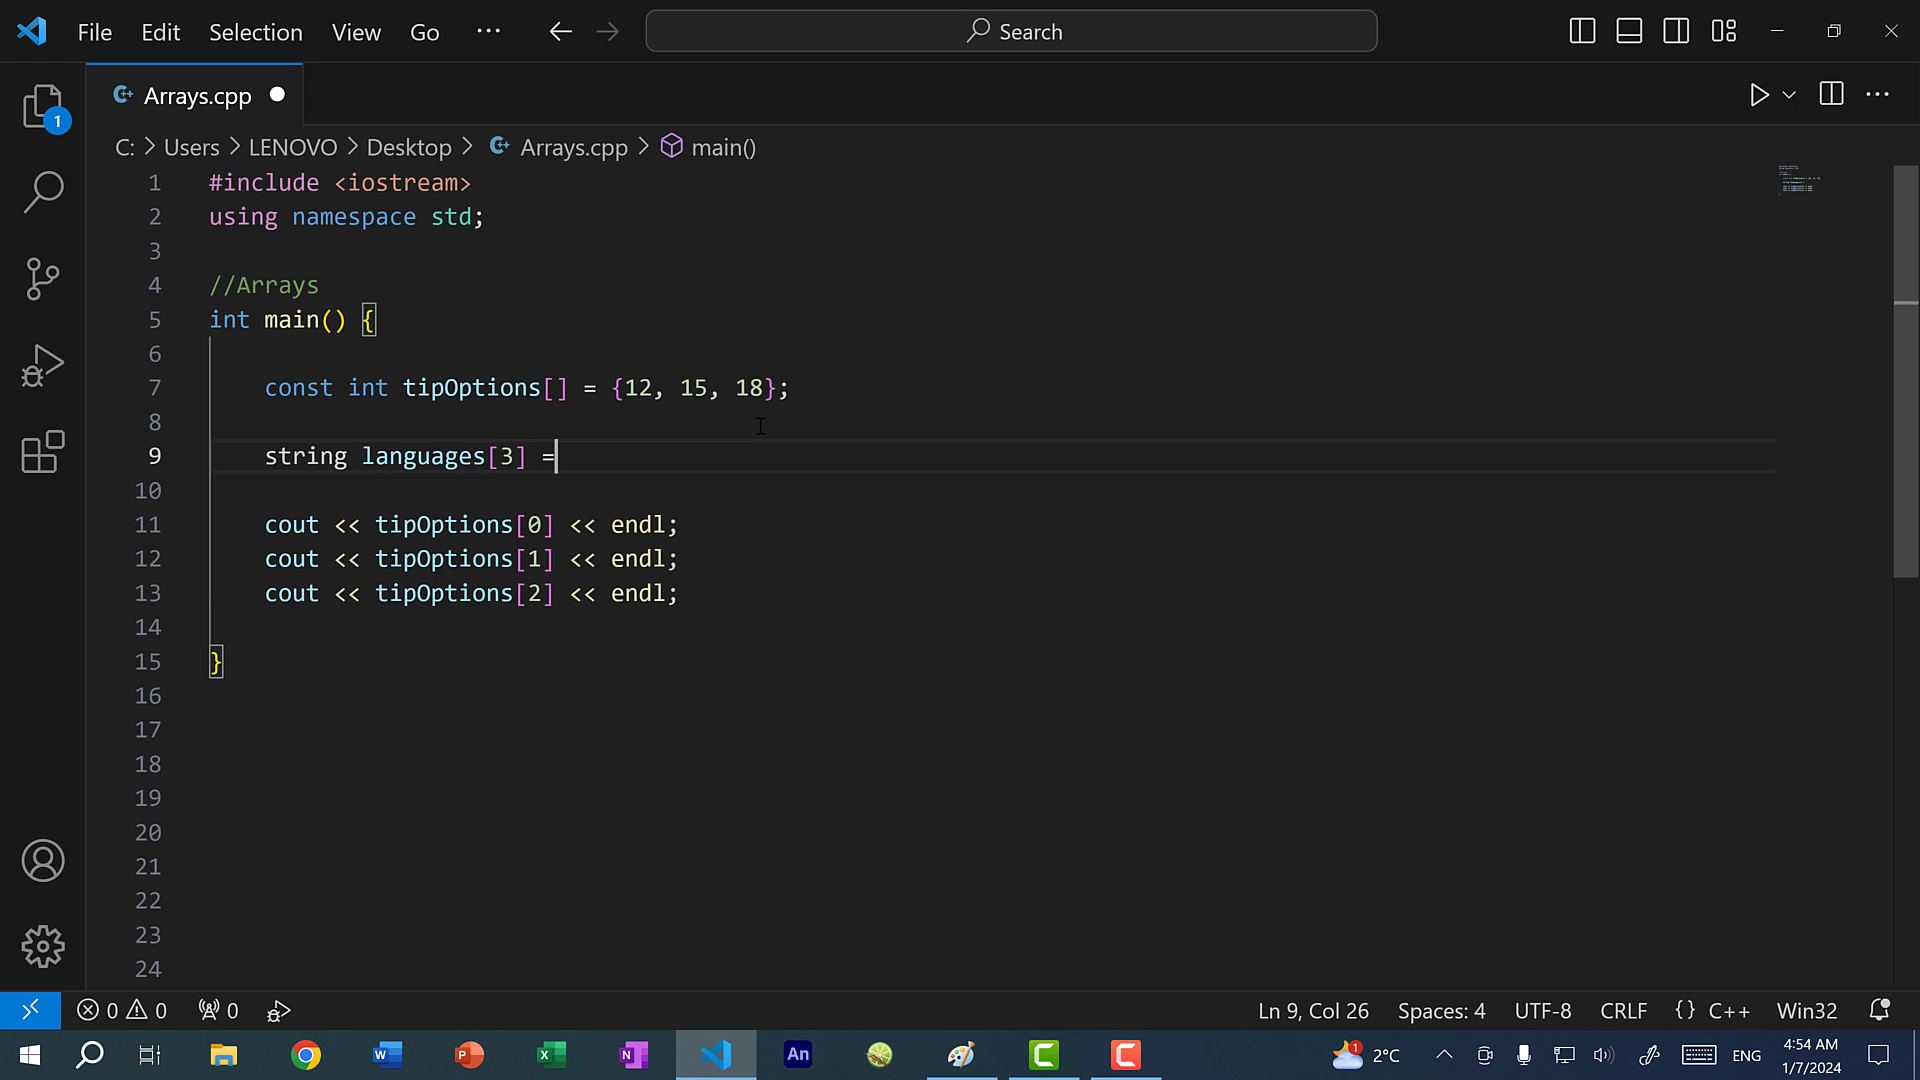 File Edit Selection View Go ··· Search
Arrays.cpp
C: > Users > LENOVO > Desktop > Arrays.cpp > main()
1 #include <iostream>
2 using namespace std;
3
4 //Arrays
5 int main() {
6
7 const int tipOptions[] = {12, 15, 18};
8
9 string languages[3] =
10
11 cout << tipOptions[0] << endl;
12 cout << tipOptions[1] << endl;
13 cout << tipOptions[2] << endl;
14
15 }
16
17
18
19
20
21
22
23
24
1
0 0 0 Ln 9, Col 26 Spaces: 4 UTF-8 CRLF {} C++ Win32
W P X N An 1 2°C ENG 4:54 AM
1/7/2024